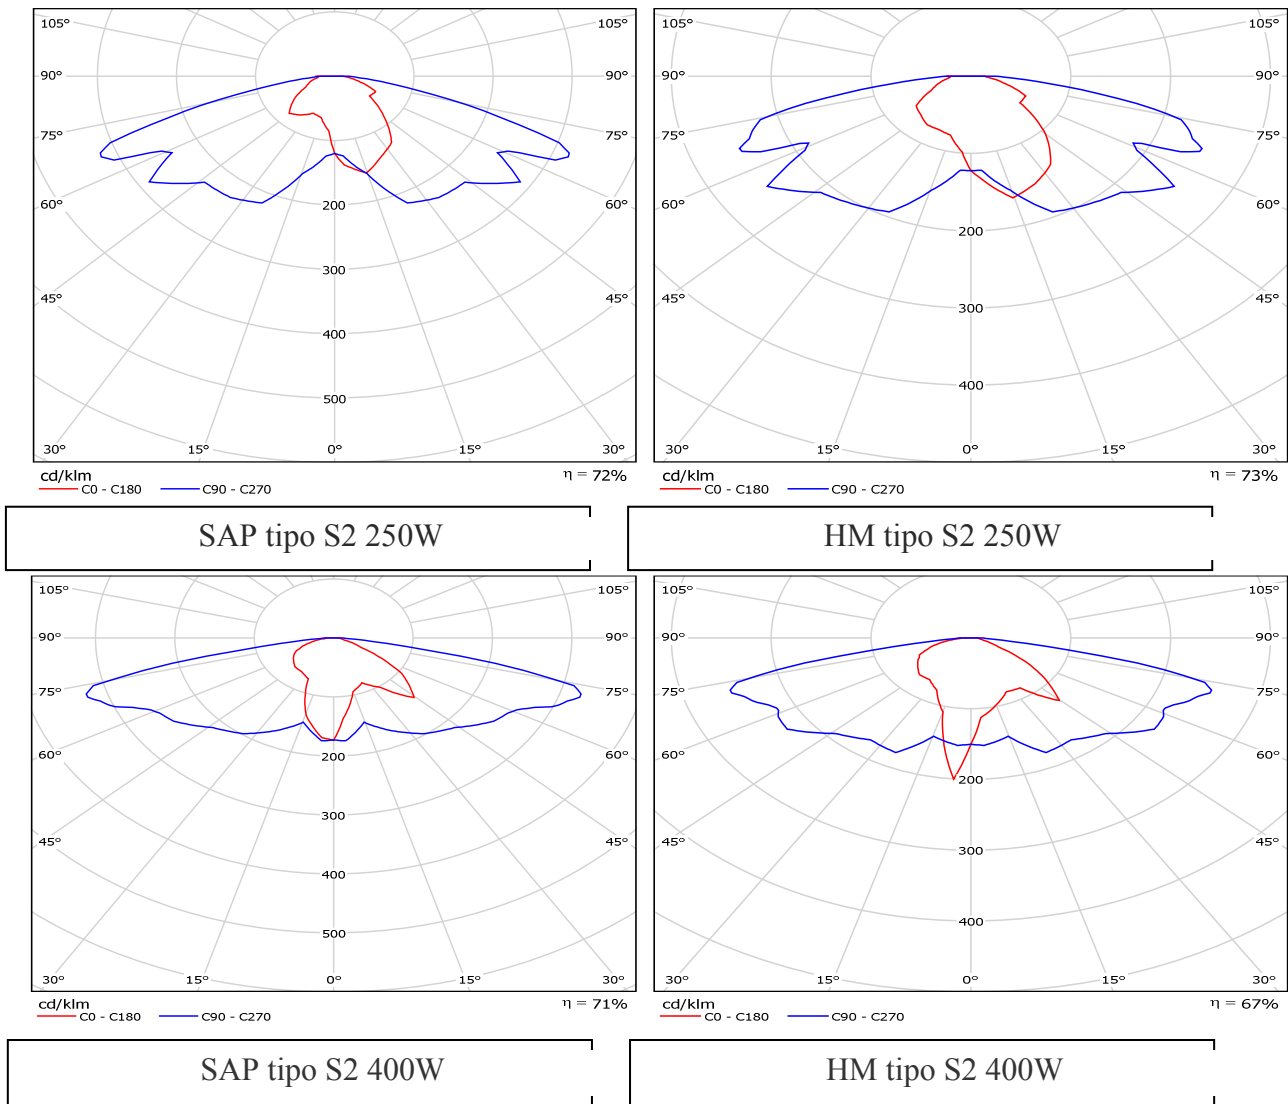 105° 105°
90° 90°
75° 75°
60° 60°
45° 45°
30° 15° 0° 15° 30°
200
300
400
500
cd/klm η = 72%
C0 - C180 C90 - C270
SAP tipo S2 250W
105° 105°
90° 90°
75° 75°
60° 60°
45° 45°
30° 15° 0° 15° 30°
200
300
400
cd/klm η = 73%
C0 - C180 C90 - C270
HM tipo S2 250W
105° 105°
90° 90°
75° 75°
60° 60°
45° 45°
30° 15° 0° 15° 30°
200
300
400
500
cd/klm η = 71%
C0 - C180 C90 - C270
SAP tipo S2 400W
105° 105°
90° 90°
75° 75°
60° 60°
45° 45°
30° 15° 0° 15° 30°
200
300
400
cd/klm η = 67%
C0 - C180 C90 - C270
HM tipo S2 400W